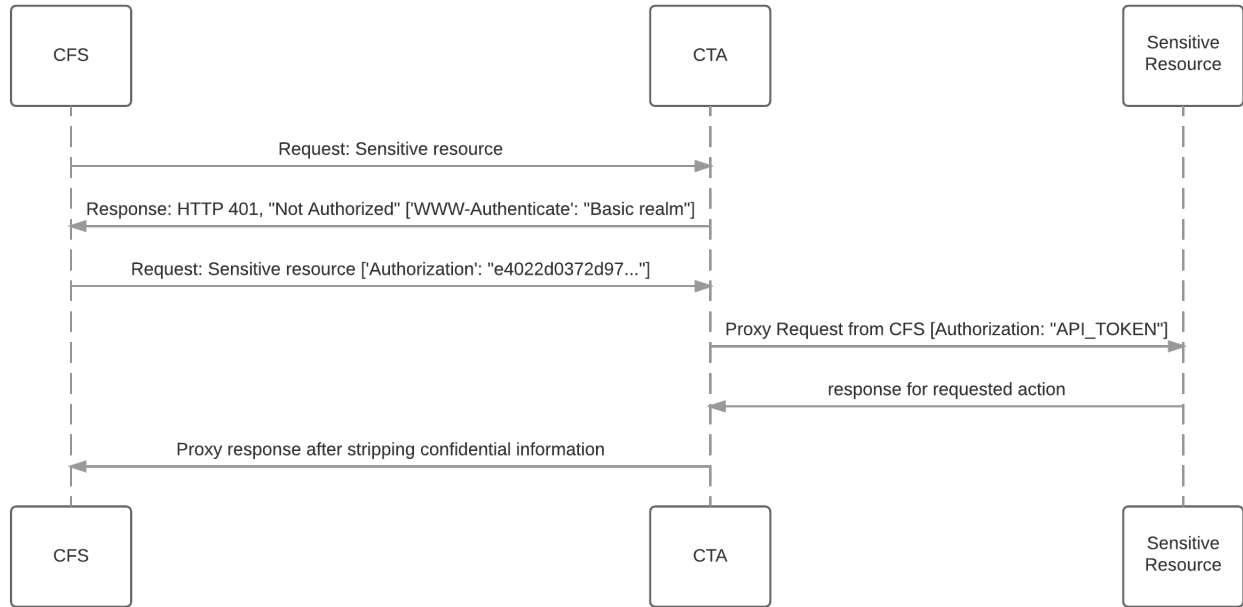 CFS
CTA
Sensitive
Resource
Request: Sensitive resource
Response: HTTP 401, "Not Authorized" ['WWW-Authenticate': "Basic realm"]
Request: Sensitive resource ['Authorization': "e4022d0372d97..."]
Proxy Request from CFS [Authorization: "API_TOKEN"]
response for requested action
Proxy response after stripping confidential information
CFS
CTA
Sensitive
Resource